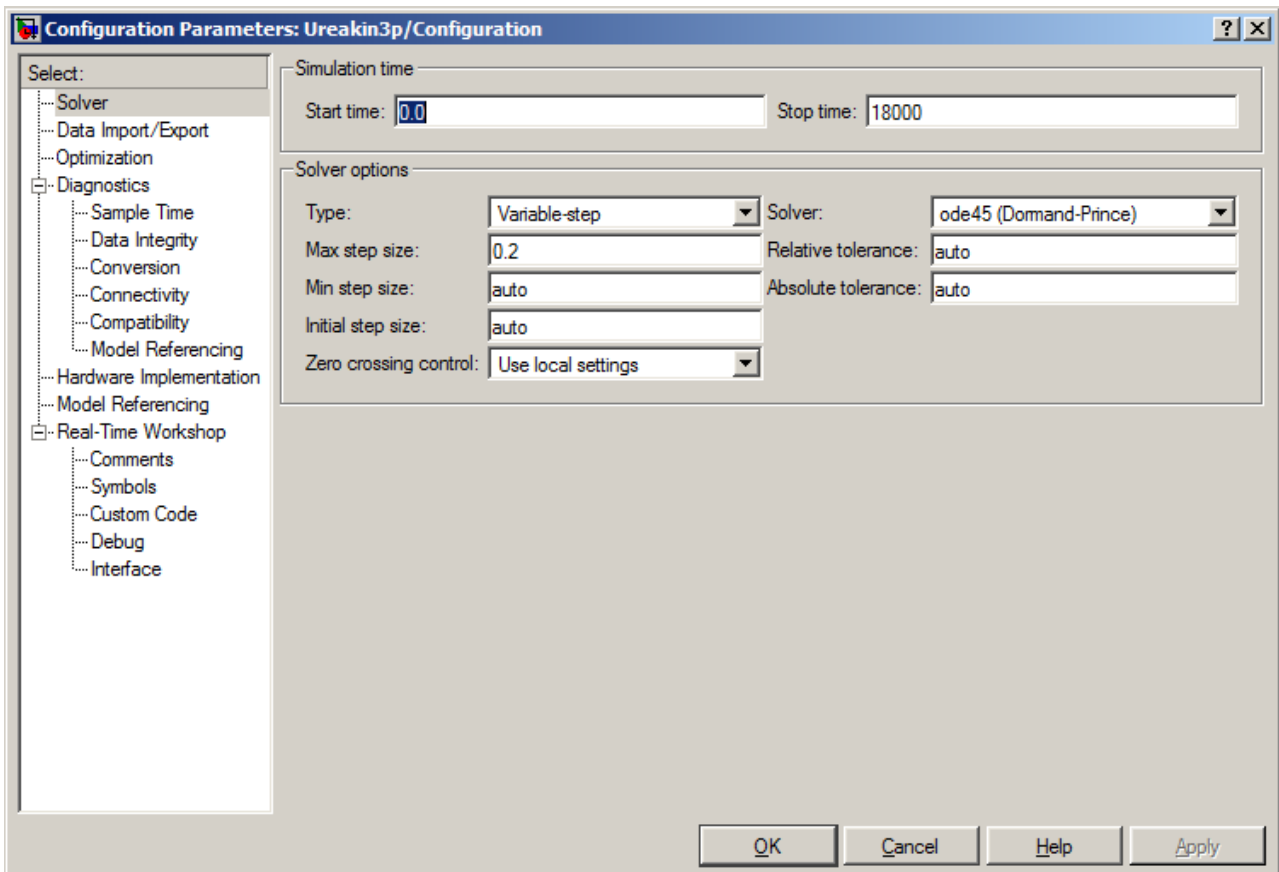 Configuration Parameters: Ureakin3p/Configuration
Select:
Solver
Data Import/Export
Optimization
Diagnostics
Sample Time
Data Integrity
Conversion
Connectivity
Compatibility
Model Referencing
Hardware Implementation
Model Referencing
Real-Time Workshop
Comments
Symbols
Custom Code
Debug
Interface
Simulation time
Start time: 0.0 Stop time: 18000
Solver options
Type: Variable-step Solver: ode45 (Dormand-Prince)
Max step size: 0.2 Relative tolerance: auto
Min step size: auto Absolute tolerance: auto
Initial step size: auto
Zero crossing control: Use local settings
OK Cancel Help Apply